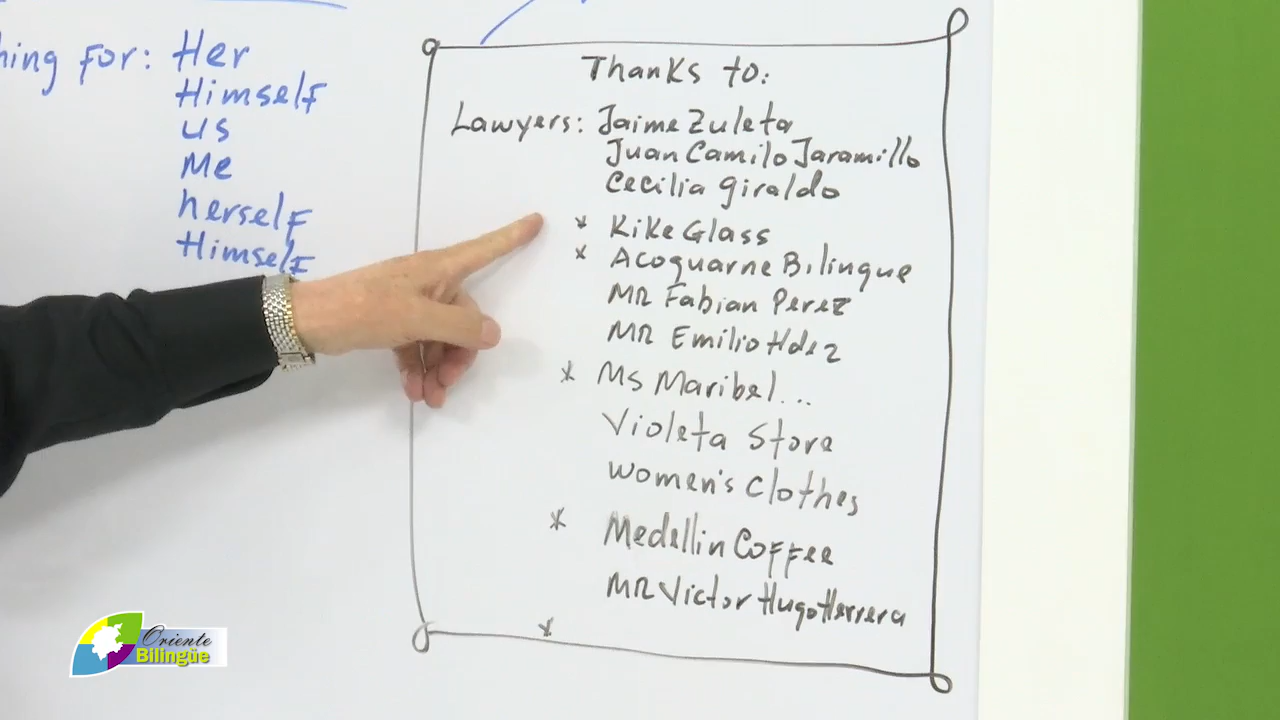 hing For: Her
HimselF
us
Me
herselF
HimselF
Thanks to:
Lawyers: Jaime Zuleta
Juan Camilo Jaramillo
Cecilia Giraldo
* Kike Glass
* Acoquarne Bilingue
MR Fabian Perez
MR Emilio Hdez
* Ms Maribel...
Violeta Store
Women's Clothes
* Medellin CoFFee
MR Victor Hugo Herrera
*
Oriente
Bilingüe